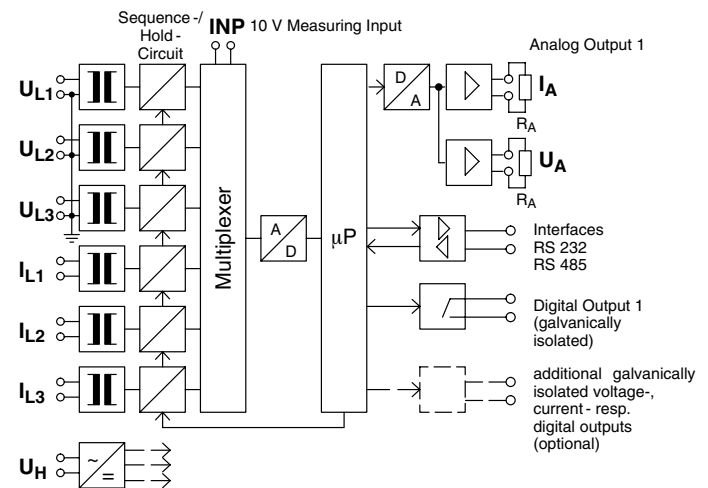 Sequence -/
Hold -
Circuit
INP 10 V Measuring Input
Analog Output 1
UL1
UL2
UL3
IL1
IL2
IL3
UH
~
=
Multiplexer
A
D
µP
D
A
IA
RA
UA
RA
Interfaces
RS 232
RS 485
Digital Output 1
(galvanically
isolated)
additional galvanically
isolated voltage-,
current - resp.
digital outputs
(optional)